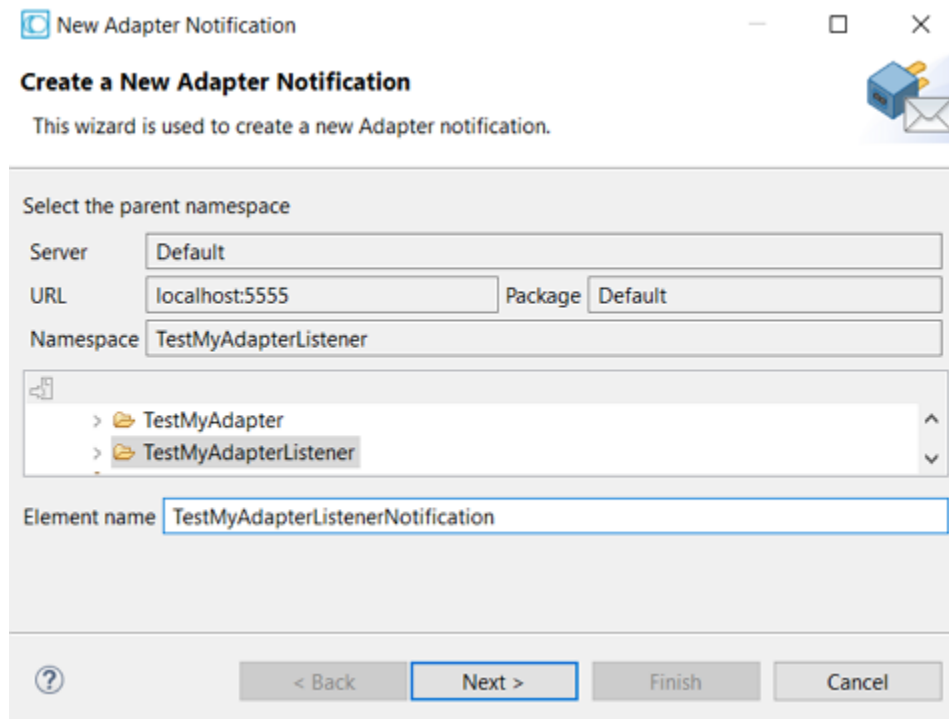 New Adapter Notification
Create a New Adapter Notification
This wizard is used to create a new Adapter notification.
Select the parent namespace
Server Default
URL localhost:5555 Package Default
Namespace TestMyAdapterListener
TestMyAdapter
TestMyAdapterListener
Element name TestMyAdapterListenerNotification
< Back Next > Finish Cancel